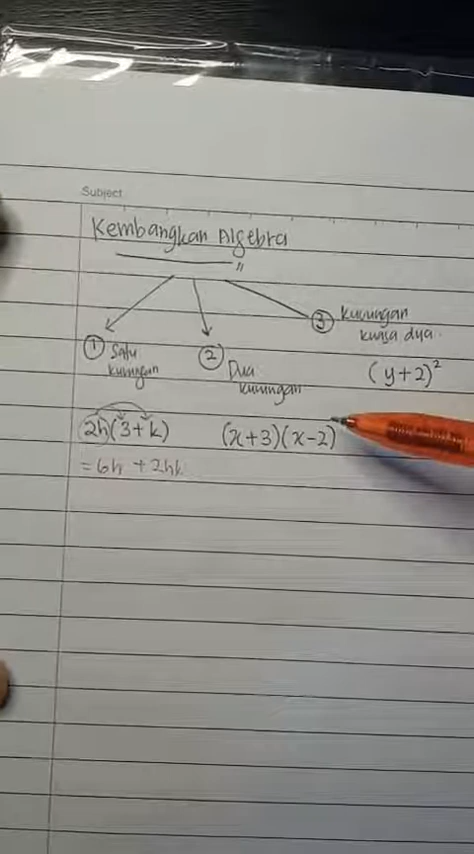 Subject
Kembangkan Algebra
① Satu kurungan
② Dua kurungan
③ kurungan kuasa dua.
2h(3+k)
= 6h + 2hk
(x+3)(x-2)
(y+2)²